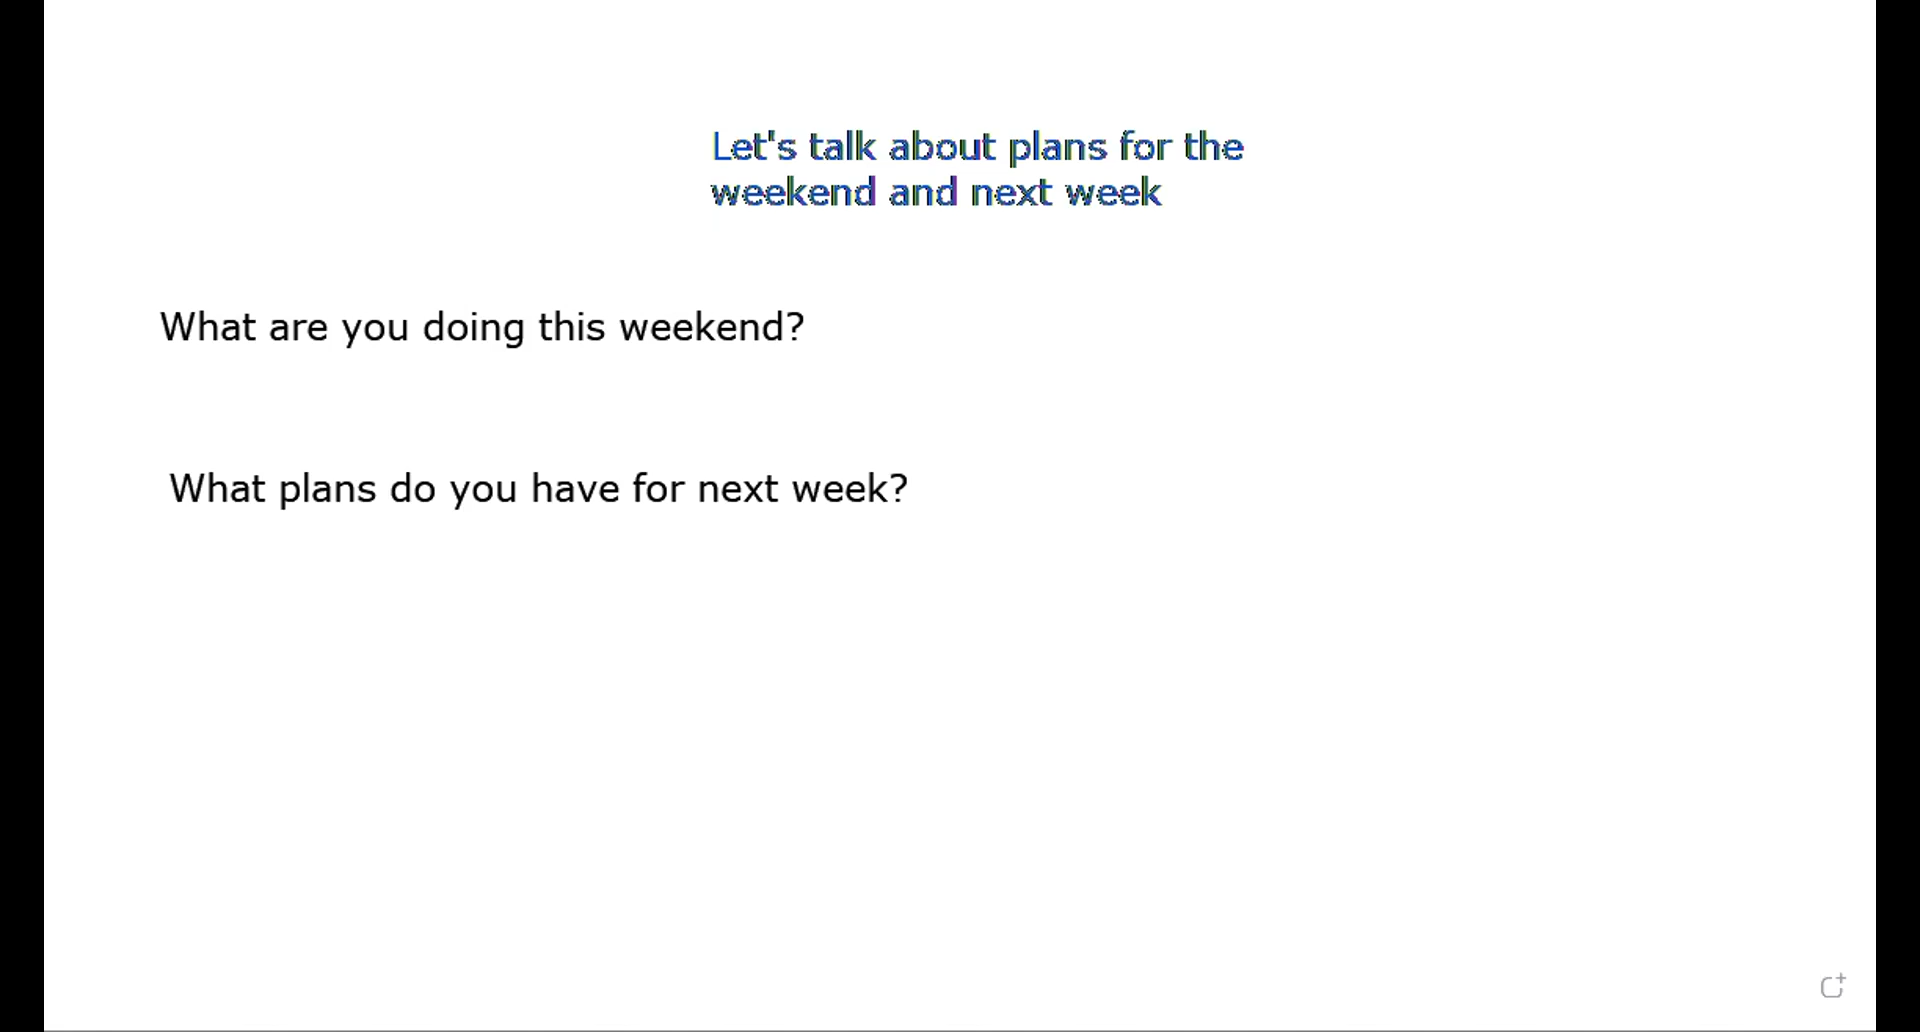 Let's talk about plans for the
weekend and next week
What are you doing this weekend?
What plans do you have for next week?